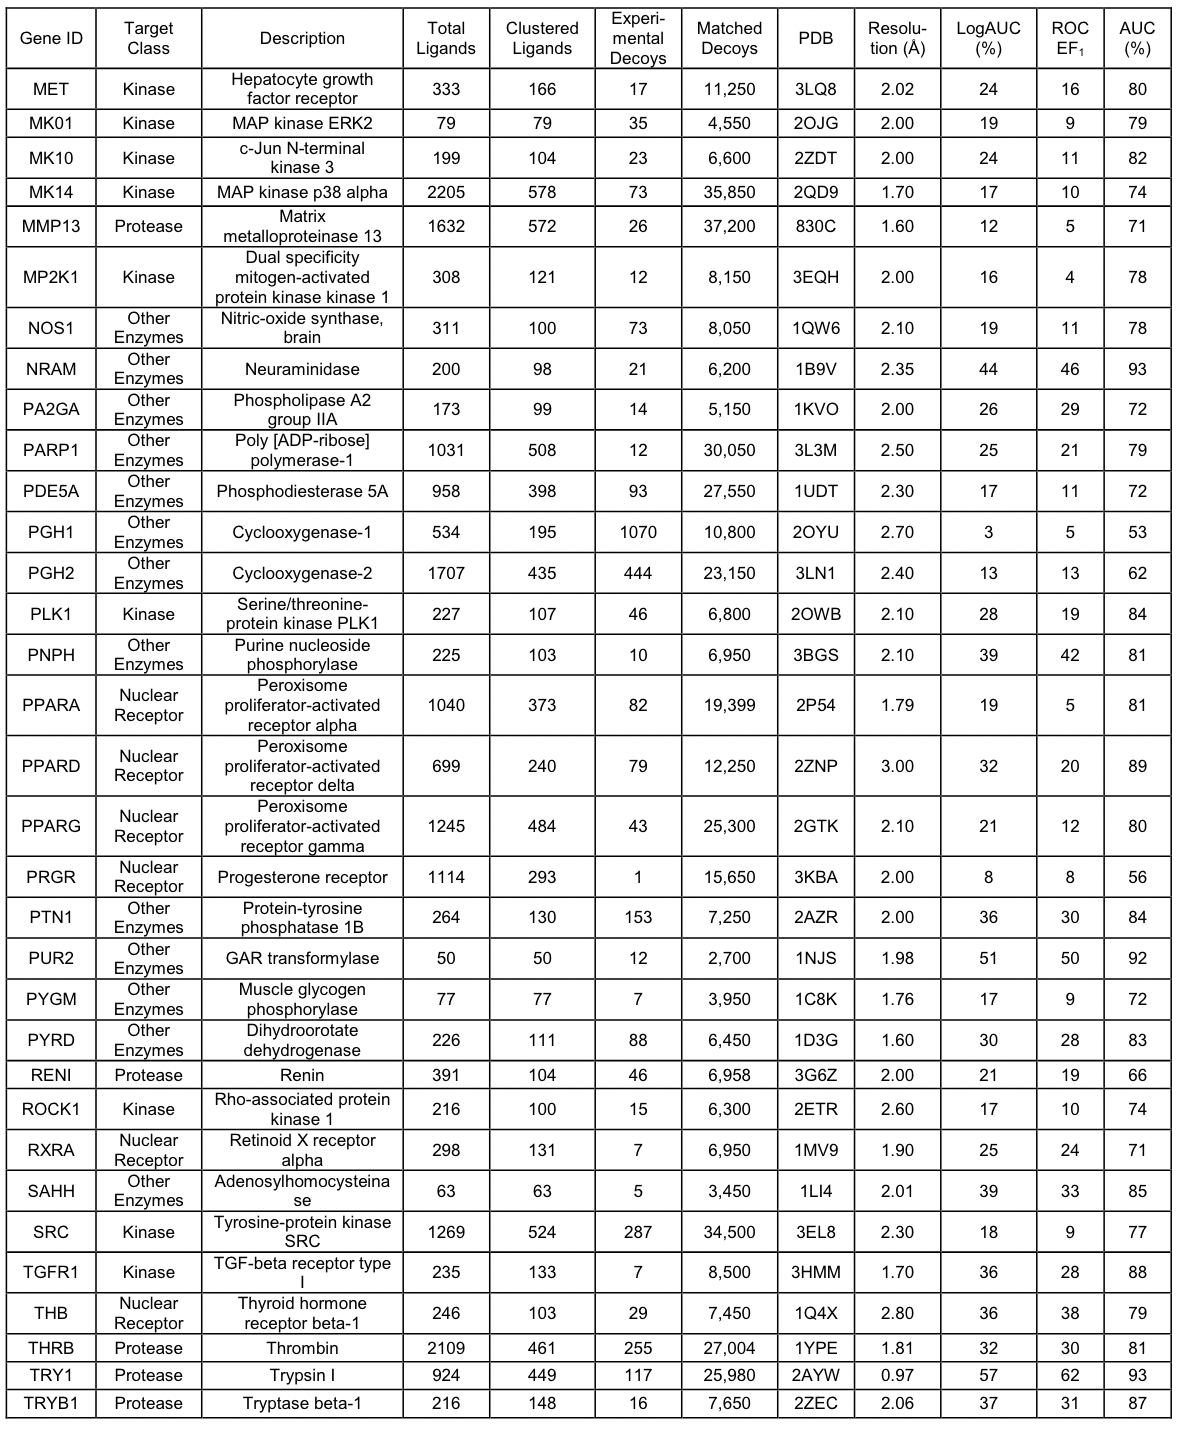 Gene ID Target Class Description Total Ligands Clustered Ligands Experi-mental Decoys Matched Decoys PDB Resolu-tion (Å) LogAUC (%) ROC EF₁ AUC (%)
MET Kinase Hepatocyte growth factor receptor 333 166 17 11,250 3LQ8 2.02 24 16 80
MK01 Kinase MAP kinase ERK2 79 79 35 4,550 2OJG 2.00 19 9 79
MK10 Kinase c-Jun N-terminal kinase 3 199 104 23 6,600 2ZDT 2.00 24 11 82
MK14 Kinase MAP kinase p38 alpha 2205 578 73 35,850 2QD9 1.70 17 10 74
MMP13 Protease Matrix metalloproteinase 13 1632 572 26 37,200 830C 1.60 12 5 71
MP2K1 Kinase Dual specificity mitogen-activated protein kinase kinase 1 308 121 12 8,150 3EQH 2.00 16 4 78
NOS1 Other Enzymes Nitric-oxide synthase, brain 311 100 73 8,050 1QW6 2.10 19 11 78
NRAM Other Enzymes Neuraminidase 200 98 21 6,200 1B9V 2.35 44 46 93
PA2GA Other Enzymes Phospholipase A2 group IIA 173 99 14 5,150 1KVO 2.00 26 29 72
PARP1 Other Enzymes Poly [ADP-ribose] polymerase-1 1031 508 12 30,050 3L3M 2.50 25 21 79
PDE5A Other Enzymes Phosphodiesterase 5A 958 398 93 27,550 1UDT 2.30 17 11 72
PGH1 Other Enzymes Cyclooxygenase-1 534 195 1070 10,800 2OYU 2.70 3 5 53
PGH2 Other Enzymes Cyclooxygenase-2 1707 435 444 23,150 3LN1 2.40 13 13 62
PLK1 Kinase Serine/threonine-protein kinase PLK1 227 107 46 6,800 2OWB 2.10 28 19 84
PNPH Other Enzymes Purine nucleoside phosphorylase 225 103 10 6,950 3BGS 2.10 39 42 81
PPARA Nuclear Receptor Peroxisome proliferator-activated receptor alpha 1040 373 82 19,399 2P54 1.79 19 5 81
PPARD Nuclear Receptor Peroxisome proliferator-activated receptor delta 699 240 79 12,250 2ZNP 3.00 32 20 89
PPARG Nuclear Receptor Peroxisome proliferator-activated receptor gamma 1245 484 43 25,300 2GTK 2.10 21 12 80
PRGR Nuclear Receptor Progesterone receptor 1114 293 1 15,650 3KBA 2.00 8 8 56
PTN1 Other Enzymes Protein-tyrosine phosphatase 1B 264 130 153 7,250 2AZR 2.00 36 30 84
PUR2 Other Enzymes GAR transformylase 50 50 12 2,700 1NJS 1.98 51 50 92
PYGM Other Enzymes Muscle glycogen phosphorylase 77 77 7 3,950 1C8K 1.76 17 9 72
PYRD Other Enzymes Dihydroorotate dehydrogenase 226 111 88 6,450 1D3G 1.60 30 28 83
RENI Protease Renin 391 104 46 6,958 3G6Z 2.00 21 19 66
ROCK1 Kinase Rho-associated protein kinase 1 216 100 15 6,300 2ETR 2.60 17 10 74
RXRA Nuclear Receptor Retinoid X receptor alpha 298 131 7 6,950 1MV9 1.90 25 24 71
SAHH Other Enzymes Adenosylhomocysteina se 63 63 5 3,450 1LI4 2.01 39 33 85
SRC Kinase Tyrosine-protein kinase SRC 1269 524 287 34,500 3EL8 2.30 18 9 77
TGFR1 Kinase TGF-beta receptor type I 235 133 7 8,500 3HMM 1.70 36 28 88
THB Nuclear Receptor Thyroid hormone receptor beta-1 246 103 29 7,450 1Q4X 2.80 36 38 79
THRB Protease Thrombin 2109 461 255 27,004 1YPE 1.81 32 30 81
TRY1 Protease Trypsin I 924 449 117 25,980 2AYW 0.97 57 62 93
TRYB1 Protease Tryptase beta-1 216 148 16 7,650 2ZEC 2.06 37 31 87